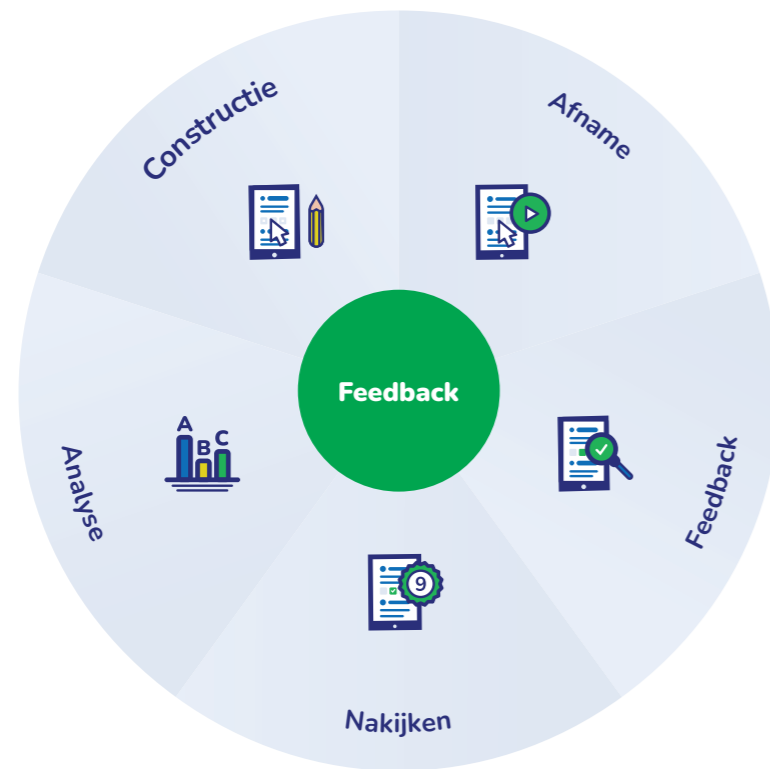 Constructie
Afname
Feedback
Feedback
A
B
C
Analyse
9
Nakijken